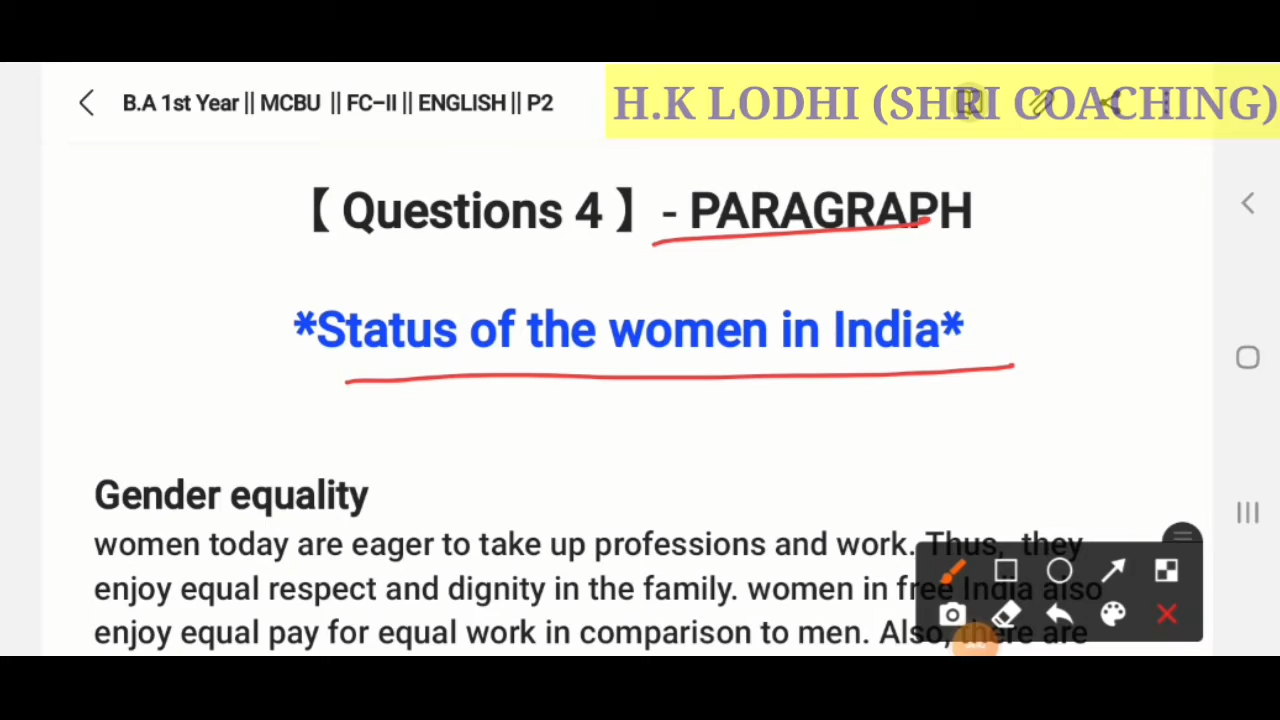 B.A 1st Year || MCBU || FC-II || ENGLISH || P2
H.K LODHI (SHRI COACHING)
【 Questions 4 】 - PARAGRAPH
*Status of the women in India*
Gender equality
women today are eager to take up professions and work. Thus, they
enjoy equal respect and dignity in the family. women in free India also
enjoy equal pay for equal work in comparison to men. Also, there are